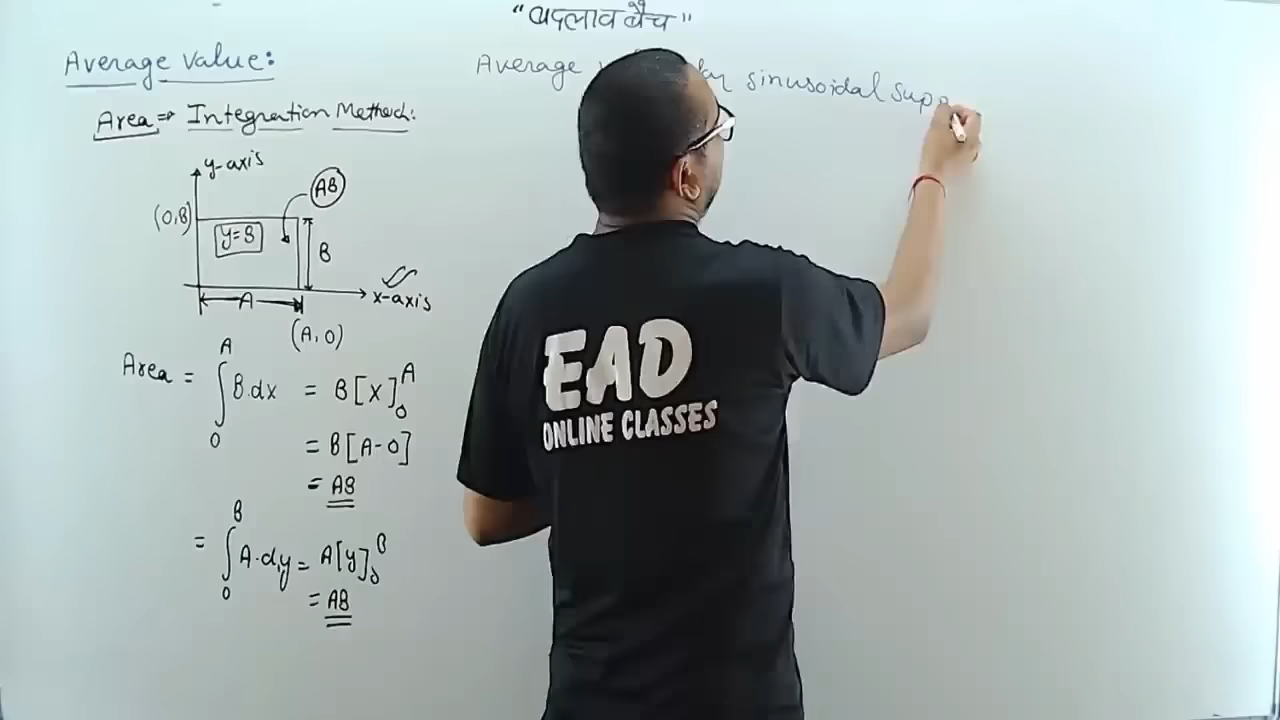 "बदलाव बैच"
Average Value:
Area ⇒ Integration Method:
y-axis
(0,B)
AB
y=B
B
A
x-axis
(A,0)
Area = ∫₀ᴬ B.dx = B[x]₀ᴬ
= B[A-0]
= AB
= ∫₀ᴮ A.dy = A[y]₀ᴮ
= AB
Average
sinusoidal supp
EAD
ONLINE CLASSES